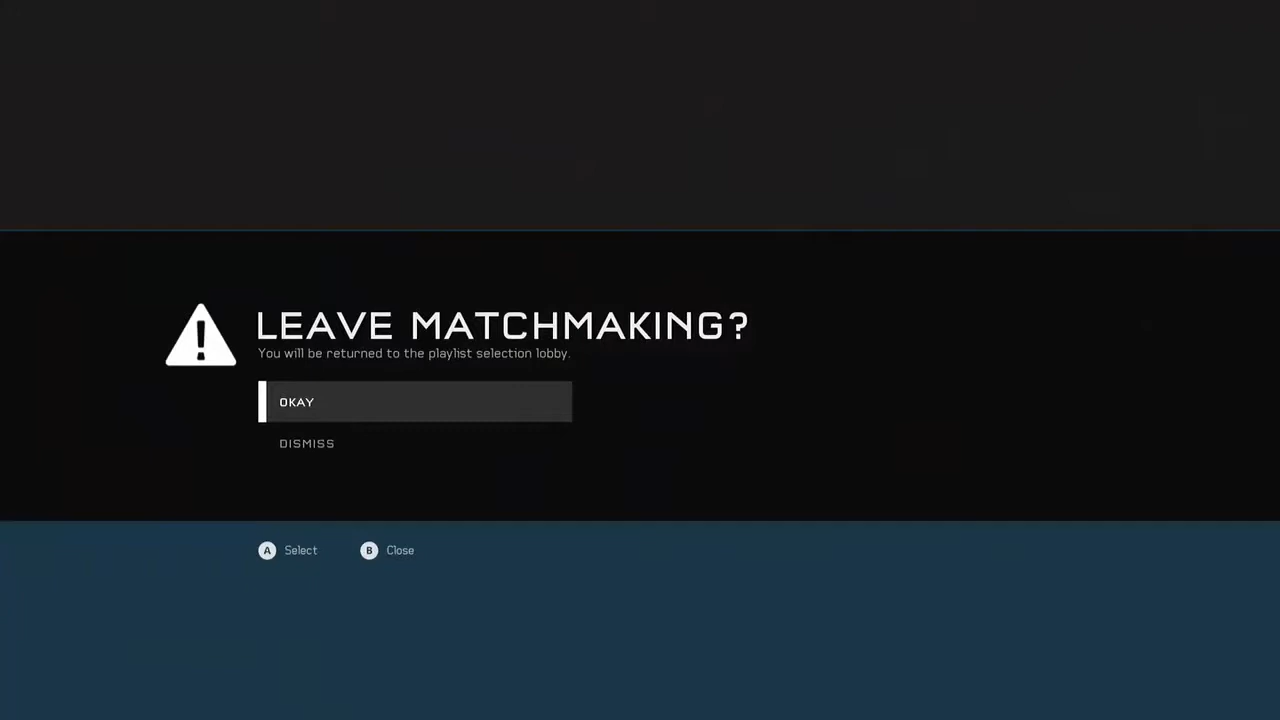 LEAVE MATCHMAKING?
You will be returned to the playlist selection lobby.
OKAY
DISMISS
A Select B Close